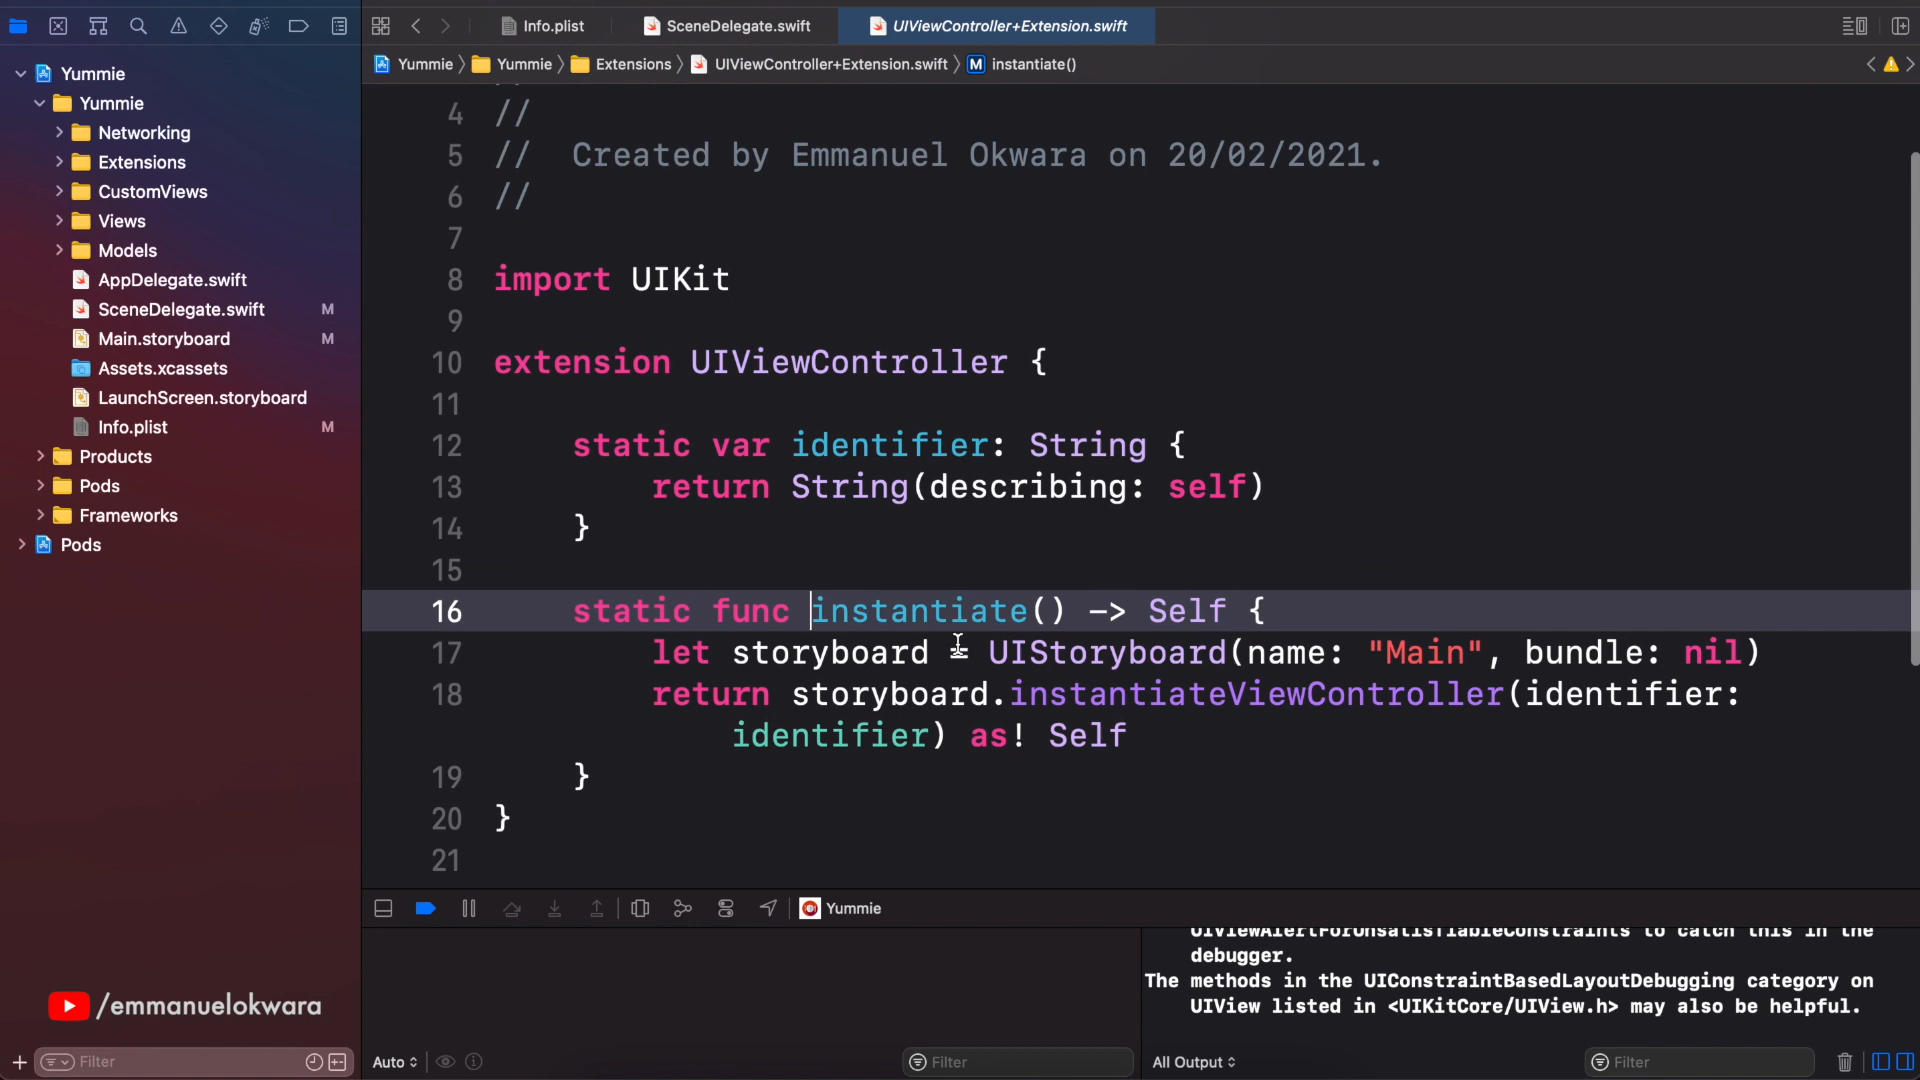 Info.plist
SceneDelegate.swift
UIViewController+Extension.swift
Yummie
Yummie
Extensions
UIViewController+Extension.swift
M
instantiate()
Yummie
Yummie
Networking
Extensions
CustomViews
Views
Models
AppDelegate.swift
SceneDelegate.swift M
Main.storyboard M
Assets.xcassets
LaunchScreen.storyboard
Info.plist M
Products
Pods
Frameworks
Pods
/emmanuelokwara
Filter
4 //
5 //  Created by Emmanuel Okwara on 20/02/2021.
6 //
7
8 import UIKit
9
10 extension UIViewController {
11
12     static var identifier: String {
13         return String(describing: self)
14     }
15
16     static func instantiate() -> Self {
17         let storyboard = UIStoryboard(name: "Main", bundle: nil)
18         return storyboard.instantiateViewController(identifier:
identifier) as! Self
19     }
20 }
21
Yummie
UIViewAlertForUnsatisfiableConstraints to catch this in the
debugger.
The methods in the UIConstraintBasedLayoutDebugging category on
UIView listed in <UIKitCore/UIView.h> may also be helpful.
Auto
Filter
All Output
Filter